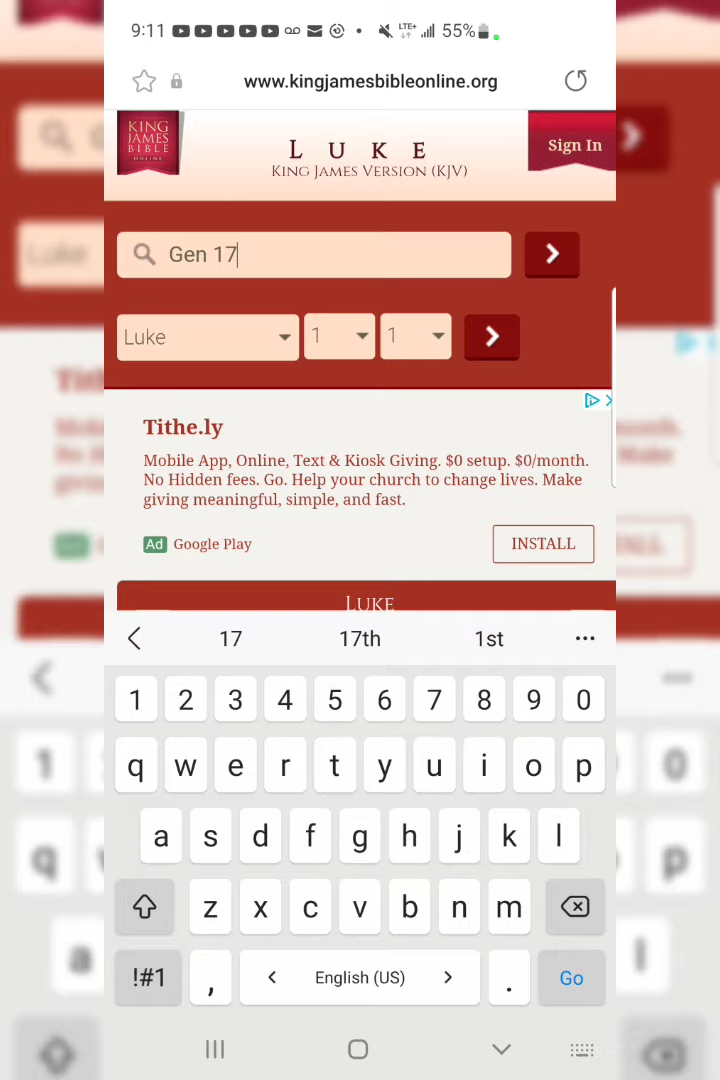 9:11 LTE+ 55%
www.kingjamesbibleonline.org
KING JAMES BIBLE ONLINE
LUKE
KING JAMES VERSION (KJV)
Sign In
Gen 17
Luke 1 1
Tithe.ly
Mobile App, Online, Text & Kiosk Giving. $0 setup. $0/month.
No Hidden fees. Go. Help your church to change lives. Make
giving meaningful, simple, and fast.
Ad Google Play
INSTALL
LUKE
17 17th 1st
1 2 3 4 5 6 7 8 9 0
q w e r t y u i o p
a s d f g h j k l
z x c v b n m
!#1 , English (US) . Go